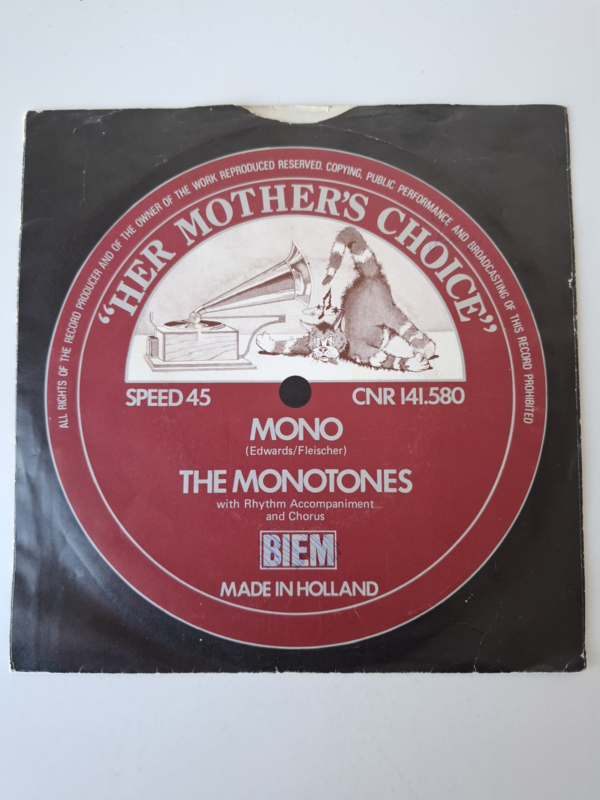 ALL RIGHTS OF THE RECORD PRODUCER AND OF THE OWNER OF THE WORK REPRODUCED RESERVED. COPYING, PUBLIC PERFORMANCE AND BROADCASTING OF THIS RECORD PROHIBITED
“HER MOTHER'S CHOICE”
SPEED 45 CNR 141.580
MONO
(Edwards/Fleischer)
THE MONOTONES
with Rhythm Accompaniment
and Chorus
BIEM
MADE IN HOLLAND